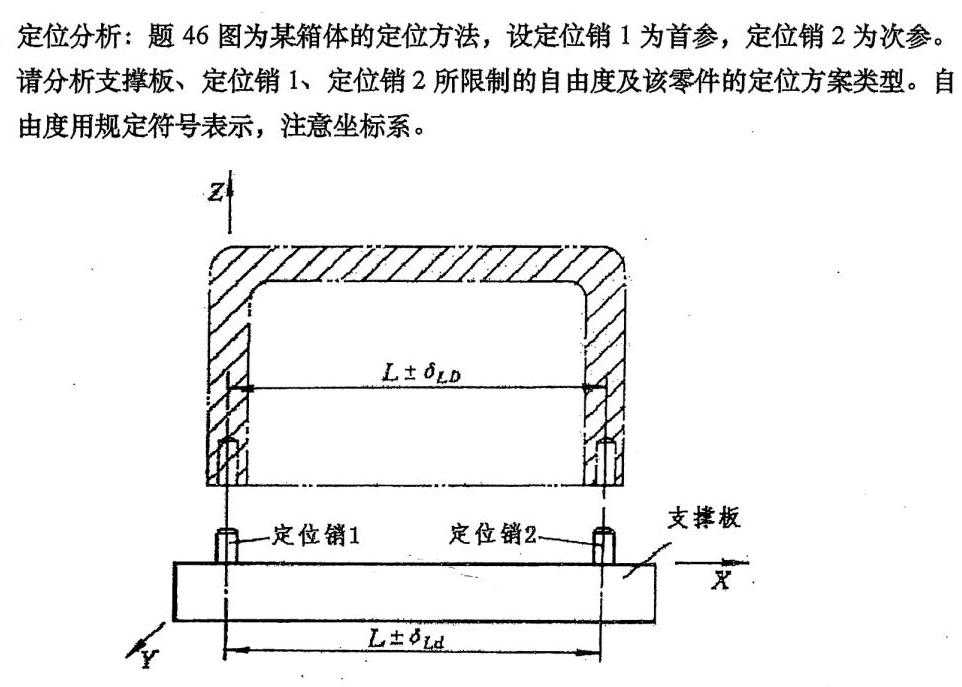 定位分析：题 46 图为某箱体的定位方法，设定位销 1 为首参，定位销 2 为次参。
请分析支撑板、定位销 1、定位销 2 所限制的自由度及该零件的定位方案类型。自
由度用规定符号表示，注意坐标系。
Z
L±δLD
支撑板
定位销1
定位销2
X
L±δLd
Y